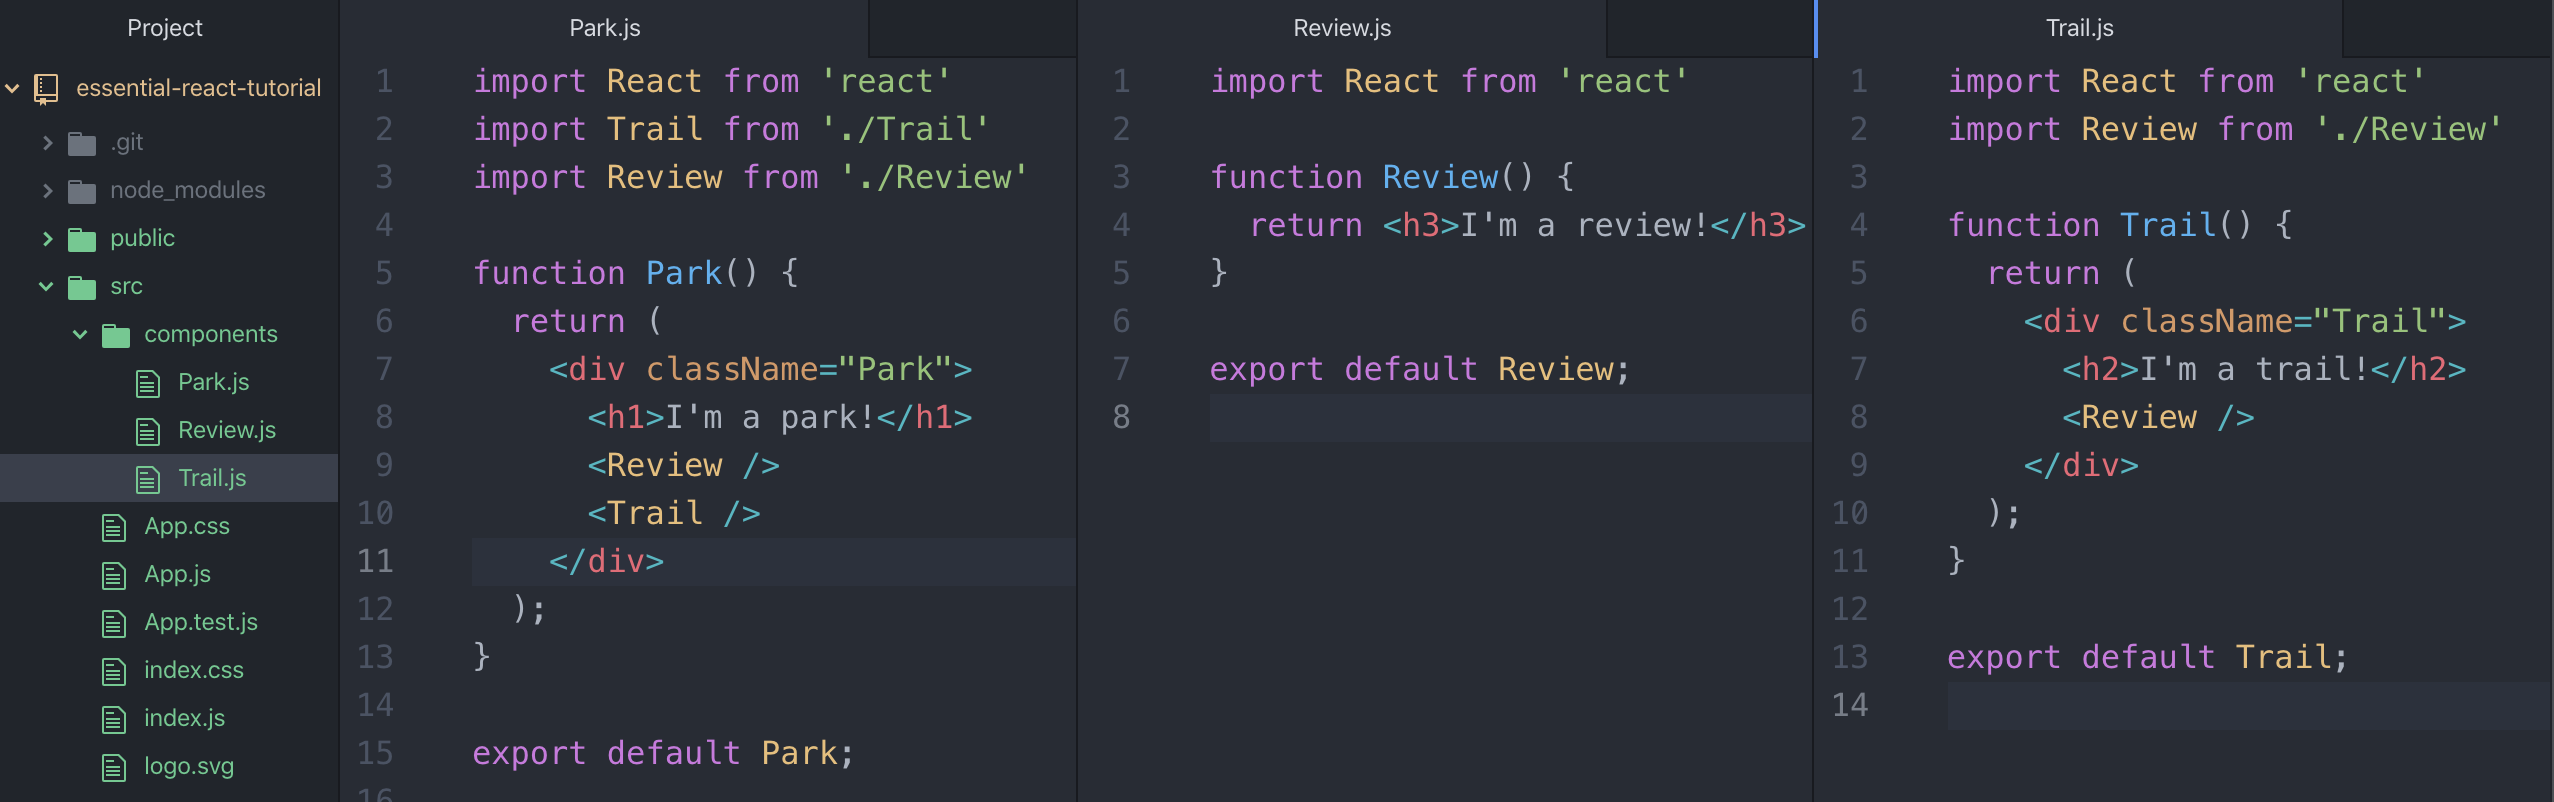 Project
essential-react-tutorial
.git
node_modules
public
src
components
Park.js
Review.js
Trail.js
App.css
App.js
App.test.js
index.css
index.js
logo.svg
Park.js
1 import React from 'react'
2 import Trail from './Trail'
3 import Review from './Review'
4
5 function Park() {
6   return (
7     <div className="Park">
8       <h1>I'm a park!</h1>
9       <Review />
10       <Trail />
11     </div>
12   );
13 }
14
15 export default Park;
16
Review.js
1 import React from 'react'
2
3 function Review() {
4   return <h3>I'm a review!</h3>
5 }
6
7 export default Review;
8
Trail.js
1 import React from 'react'
2 import Review from './Review'
3
4 function Trail() {
5   return (
6     <div className="Trail">
7       <h2>I'm a trail!</h2>
8       <Review />
9     </div>
10   );
11 }
12
13 export default Trail;
14